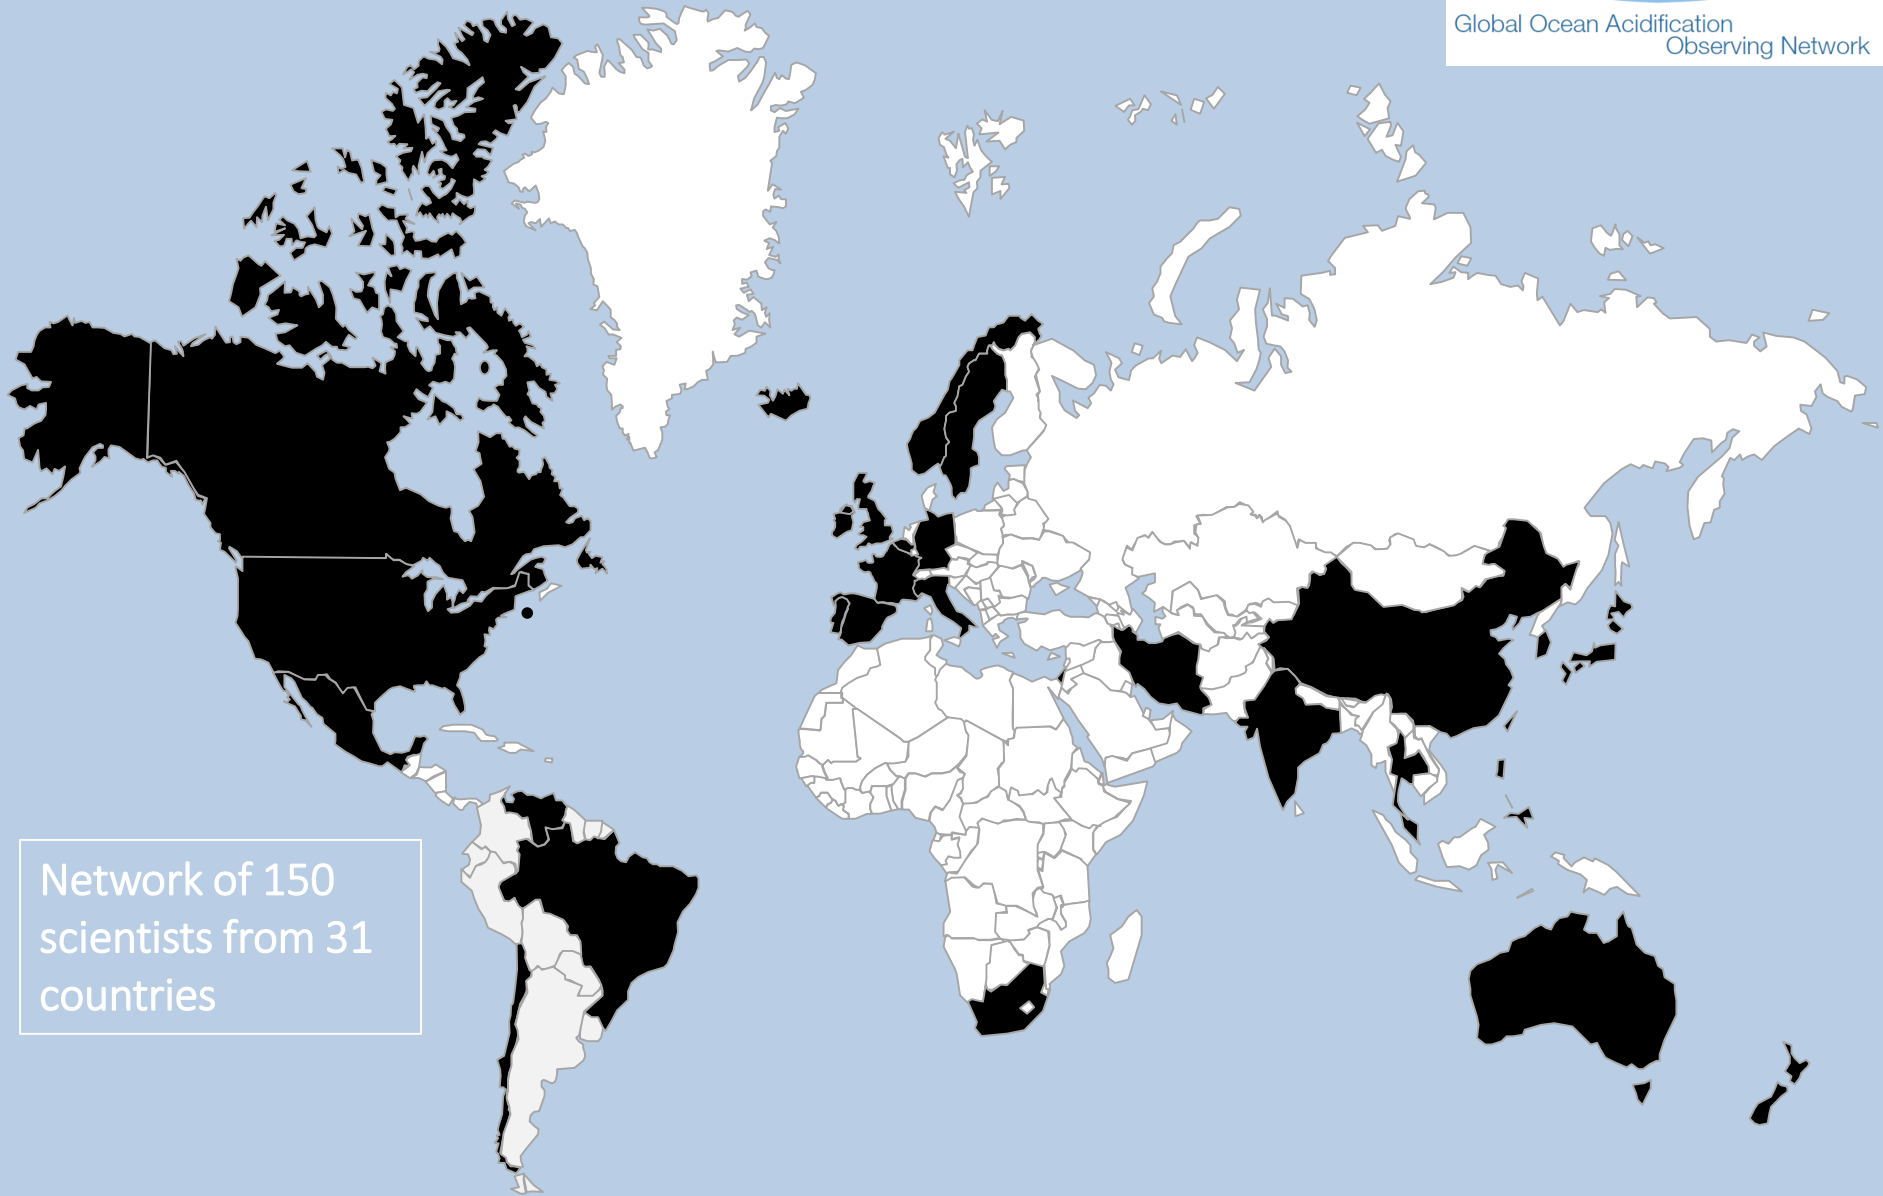 Global Ocean Acidification
Observing Network
Network of 150
scientists from 31
countries